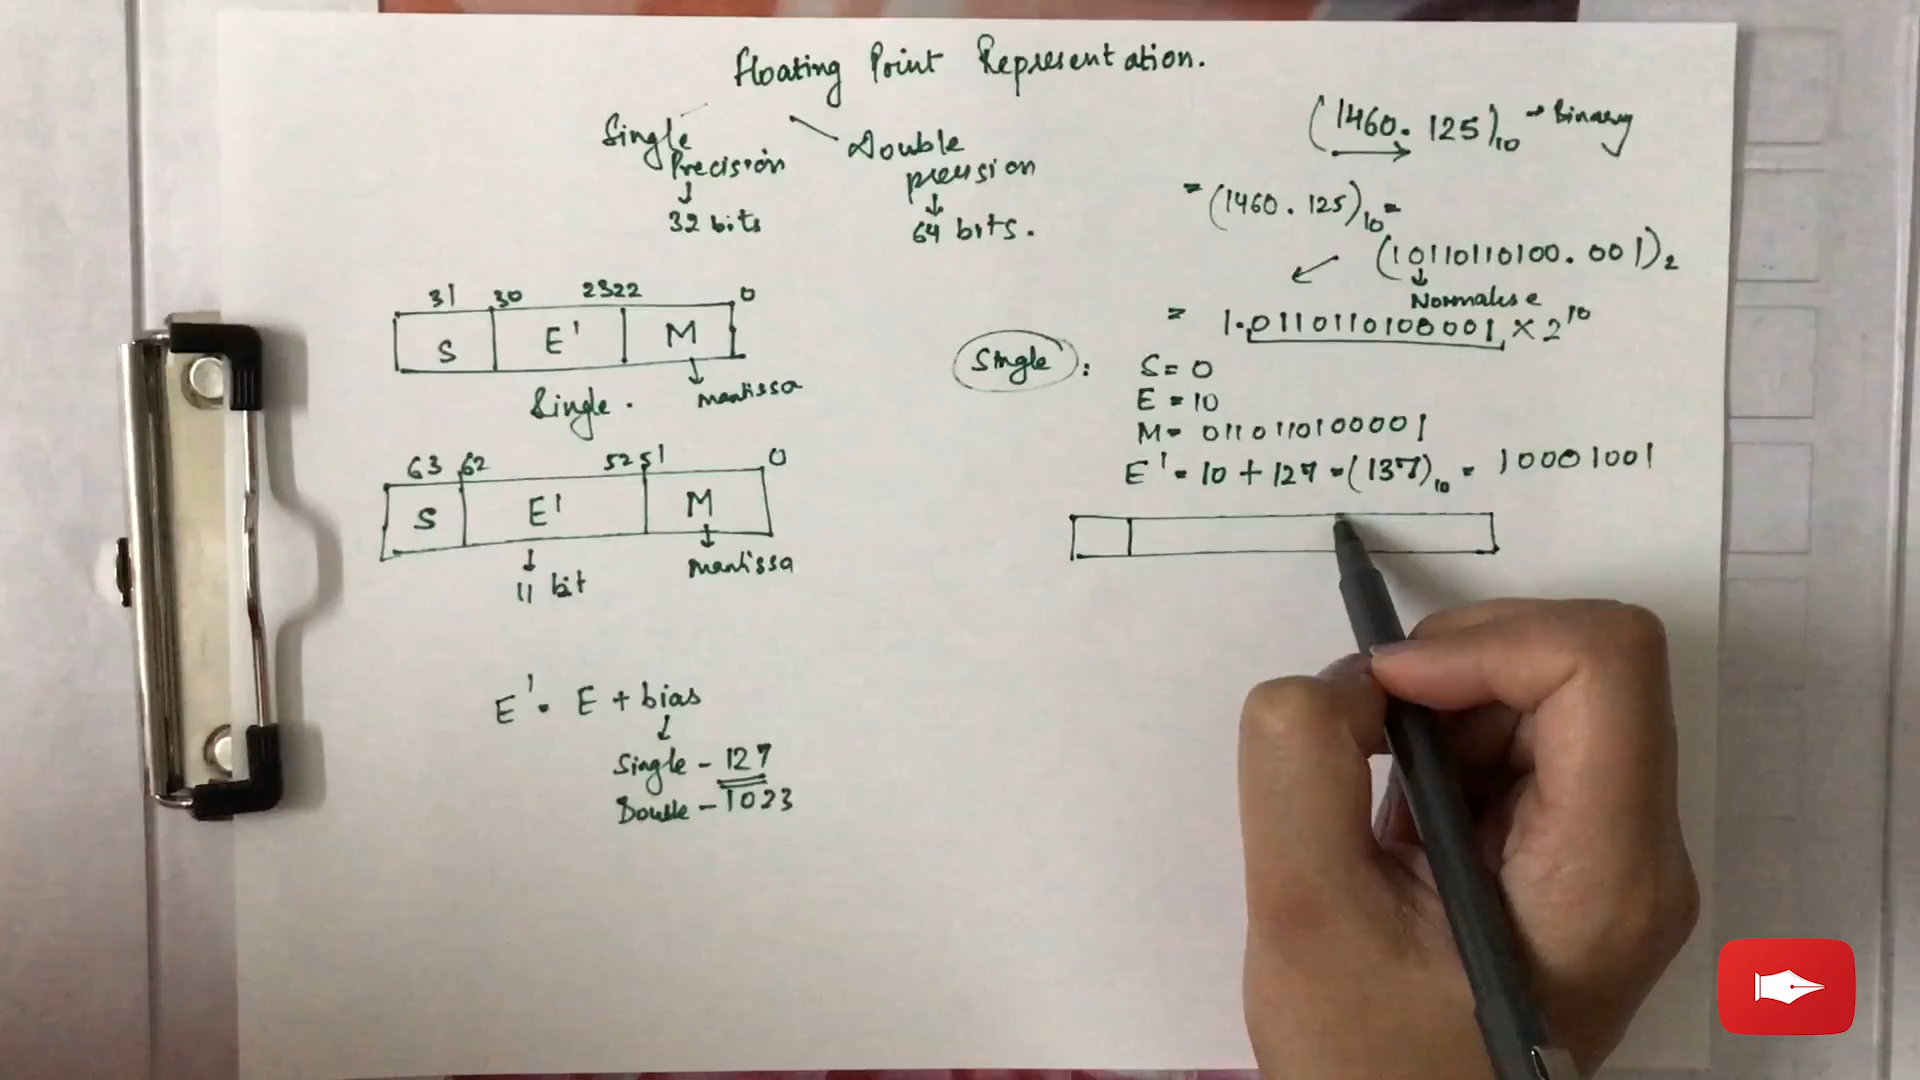 Floating Point Representation.
Single Precision
↓
32 bits
Double precision
↓
64 bits.
31 30 2322 0
S E' M
↓
mantissa
Single.
63 62 52 51 0
S E' M
↓ ↓
11 bit mantissa
E' = E + bias
↓
Single - 127
Double - 1023
(1460.125)10 → Binary
= (1460.125)10 =
(10110110100.001)2
↓
Normalise
= 1.0110110100001 × 2^10
Single : S = 0
E = 10
M = 0110110100001
E' = 10 + 127 = (137)10 = 10001001